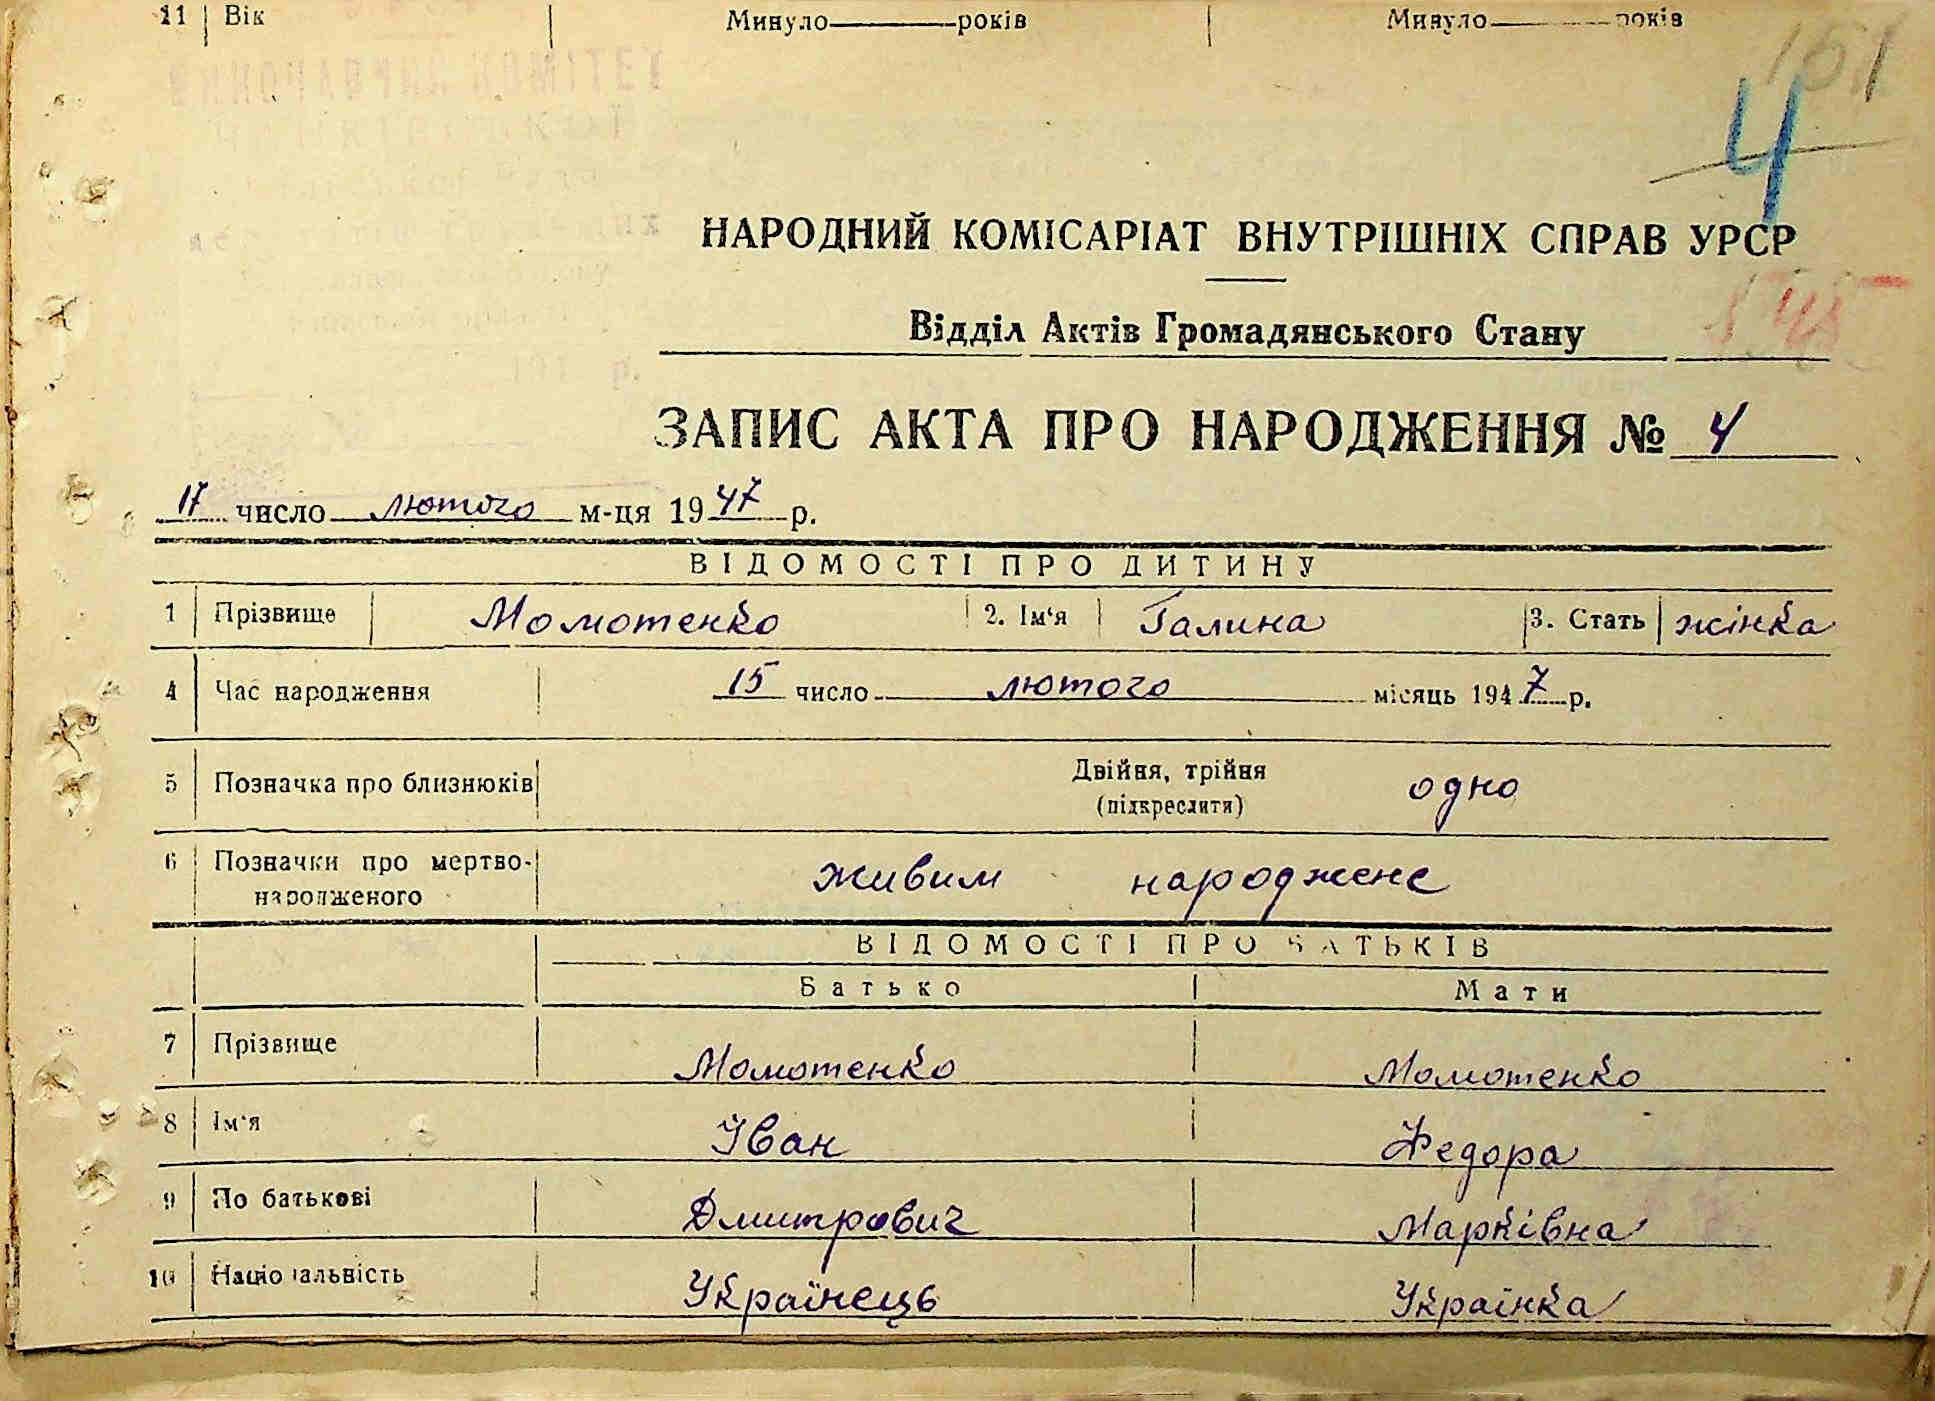 11 Вік Минуло ——— років Минуло ——— років
161
4
ВИКОНАВЧИЙ КОМІТЕТ
НАРОДНИЙ КОМІСАРІАТ ВНУТРІШНІХ СПРАВ УРСР
Відділ Актів Громадянського Стану
ЗАПИС АКТА ПРО НАРОДЖЕННЯ № 4
17 число лютого м-ця 1947 р.
ВІДОМОСТІ ПРО ДИТИНУ
1 Прізвище Момотенко 2. Ім'я Галина 3. Стать жінка
4 Час народження 15 число лютого місяць 1947 р.
5 Позначка про близнюків Двійня, трійня одно
(підкреслити)
6 Позначки про мертво- живим народжене
народженого
ВІДОМОСТІ ПРО БАТЬКІВ
Батько Мати
7 Прізвище Момотенко Момотенко
8 Ім'я Іван Федора
9 По батькові Дмитрович Марківна
10 Національність Українець Українка